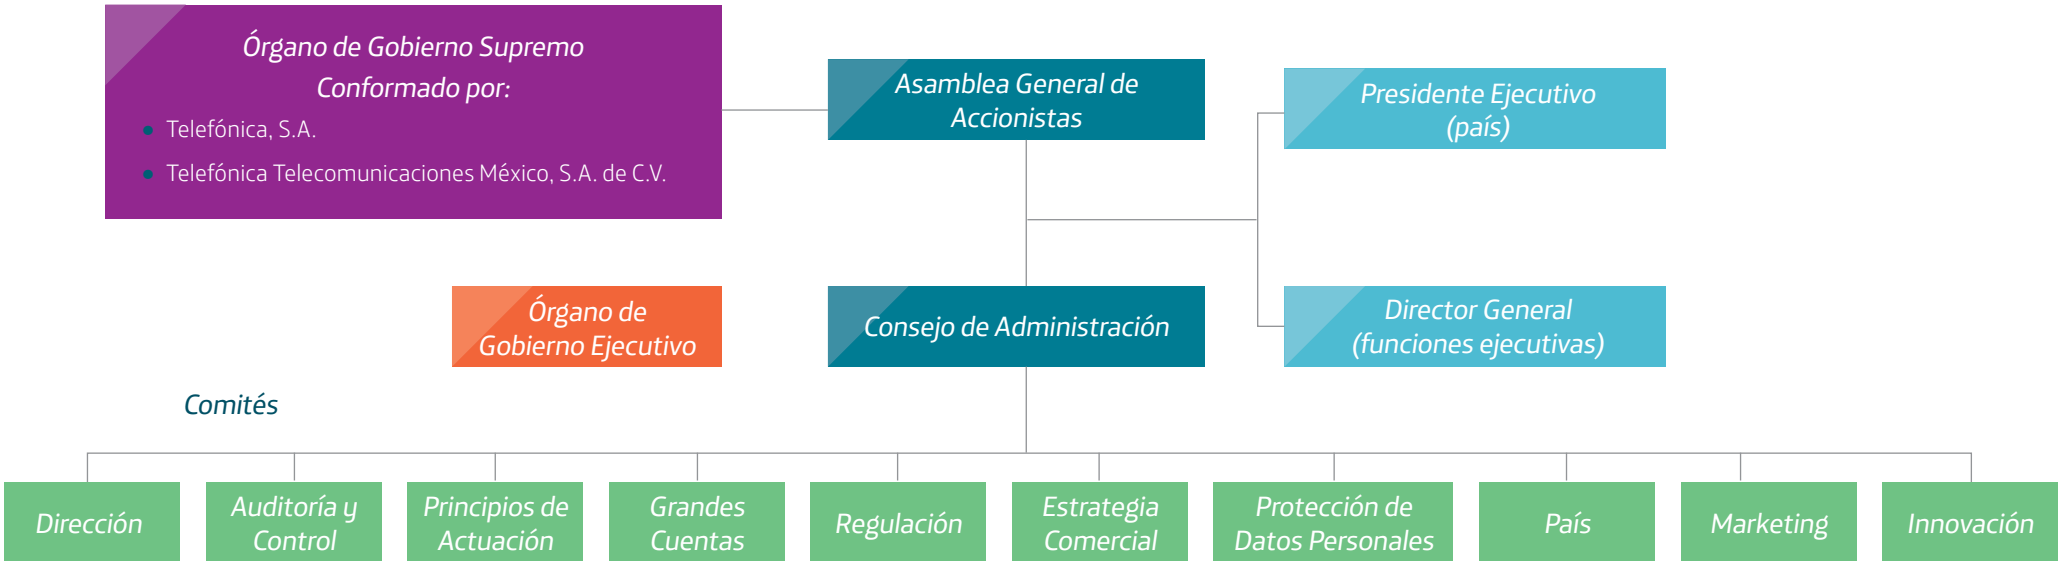 Órgano de Gobierno Supremo
Conformado por:
• Telefónica, S.A.
• Telefónica Telecomunicaciones México, S.A. de C.V.
Asamblea General de
Accionistas
Presidente Ejecutivo
(país)
Órgano de
Gobierno Ejecutivo
Consejo de Administración
Director General
(funciones ejecutivas)
Comités
Dirección
Auditoría y
Control
Principios de
Actuación
Grandes
Cuentas
Regulación
Estrategia
Comercial
Protección de
Datos Personales
País
Marketing
Innovación